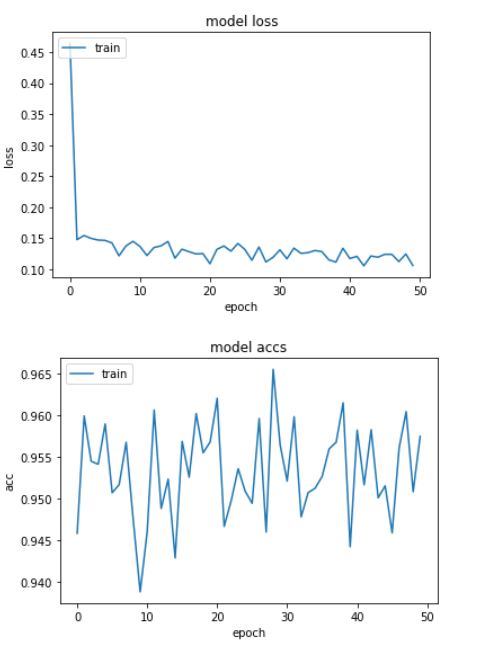 model loss
train
0.45
0.40
0.35
0.30
0.25
0.20
0.15
0.10
loss
0 10 20 30 40 50
epoch
model accs
train
0.965
0.960
0.955
0.950
0.945
0.940
acc
0 10 20 30 40 50
epoch